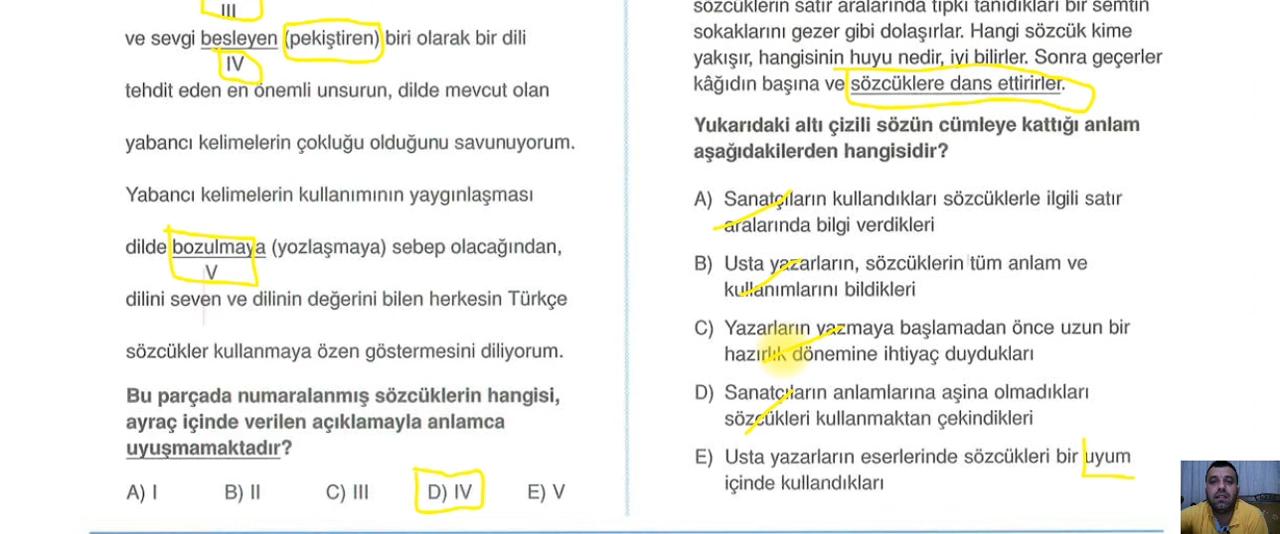 III
ve sevgi besleyen (pekiştiren) biri olarak bir dili
IV
tehdit eden en önemli unsurun, dilde mevcut olan
yabancı kelimelerin çokluğu olduğunu savunuyorum.
Yabancı kelimelerin kullanımının yaygınlaşması
dilde bozulmaya (yozlaşmaya) sebep olacağından,
V
dilini seven ve dilinin değerini bilen herkesin Türkçe
sözcükler kullanmaya özen göstermesini diliyorum.
Bu parçada numaralanmış sözcüklerin hangisi,
ayraç içinde verilen açıklamayla anlamca
uyuşmamaktadır?
A) I B) II C) III D) IV E) V
sözcüklerin satır aralarında tıpkı tanıdıkları bir semtin
sokaklarını gezer gibi dolaşırlar. Hangi sözcük kime
yakışır, hangisinin huyu nedir, iyi bilirler. Sonra geçerler
kâğıdın başına ve sözcüklere dans ettirirler.
Yukarıdaki altı çizili sözün cümleye kattığı anlam
aşağıdakilerden hangisidir?
A) Sanatçıların kullandıkları sözcüklerle ilgili satır
aralarında bilgi verdikleri
B) Usta yazarların, sözcüklerin tüm anlam ve
kullanımlarını bildikleri
C) Yazarların yazmaya başlamadan önce uzun bir
hazırlık dönemine ihtiyaç duydukları
D) Sanatçıların anlamlarına aşina olmadıkları
sözcükleri kullanmaktan çekindikleri
E) Usta yazarların eserlerinde sözcükleri bir uyum
içinde kullandıkları